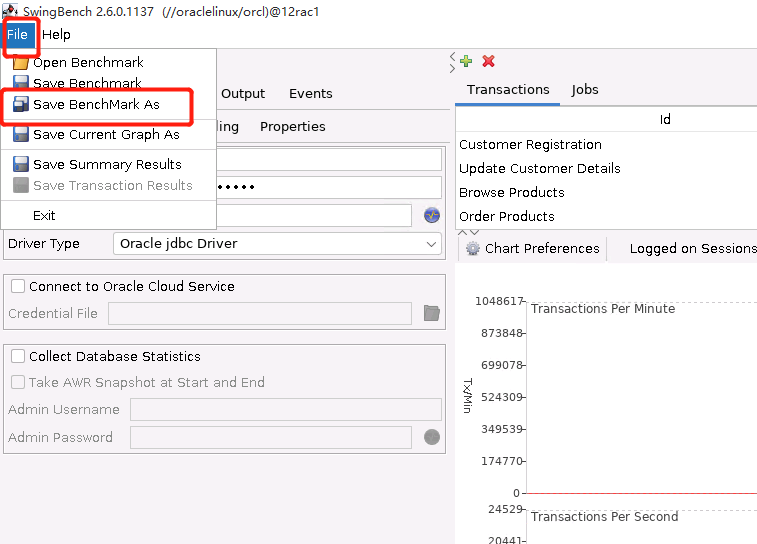 SwingBench 2.6.0.1137 (//oraclelinux/orcl)@12rac1
File Help
Open Benchmark
Save Benchmark
Save BenchMark As
Save Current Graph As
Save Summary Results
Save Transaction Results
Exit
Output Events
ling Properties
Driver Type Oracle jdbc Driver
Connect to Oracle Cloud Service
Credential File
Collect Database Statistics
Take AWR Snapshot at Start and End
Admin Username
Admin Password
Transactions Jobs
Id
Customer Registration
Update Customer Details
Browse Products
Order Products
Chart Preferences Logged on Sessions
Transactions Per Minute
Tx/Min
1048617
873848
699078
524309
349539
174770
0
Transactions Per Second
24529
20441